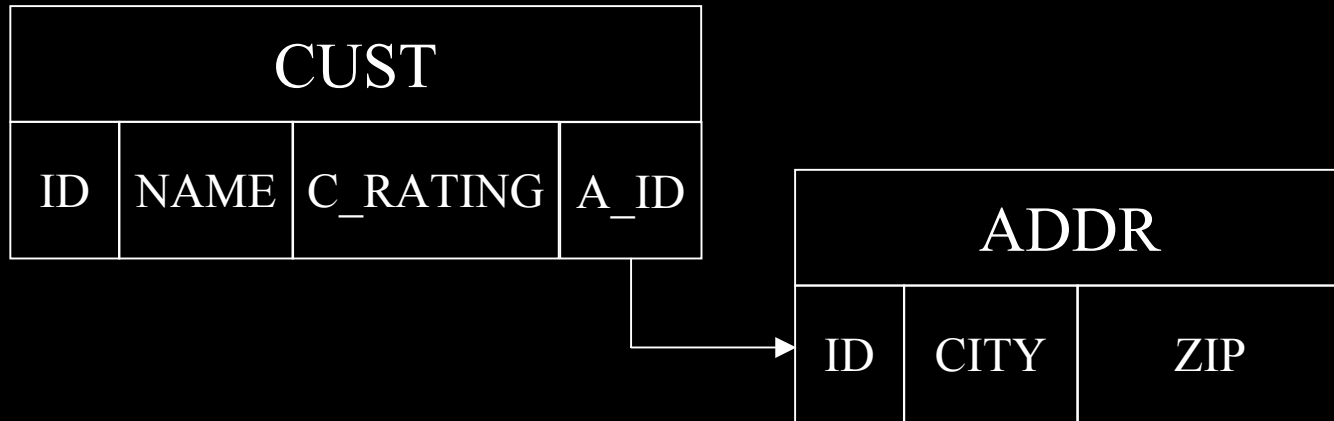 CUST
ID NAME C_RATING A_ID
ADDR
ID CITY ZIP